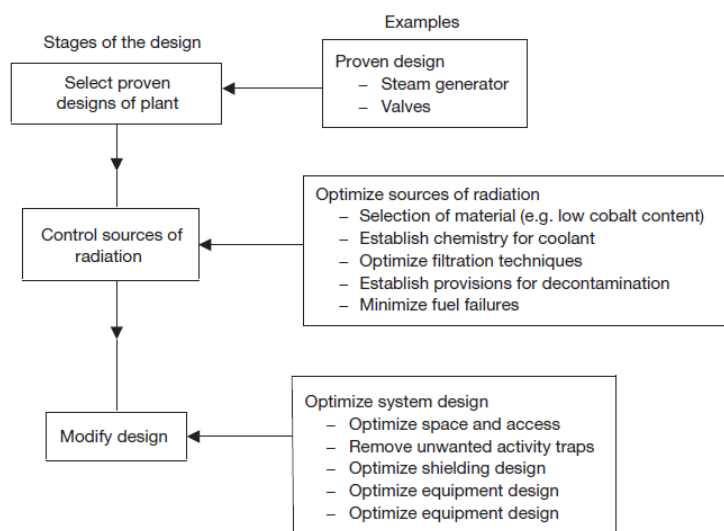 Examples
Stages of the design
Select proven
designs of plant
Proven design
– Steam generator
– Valves
Control sources of
radiation
Optimize sources of radiation
– Selection of material (e.g. low cobalt content)
– Establish chemistry for coolant
– Optimize filtration techniques
– Establish provisions for decontamination
– Minimize fuel failures
Modify design
Optimize system design
– Optimize space and access
– Remove unwanted activity traps
– Optimize shielding design
– Optimize equipment design
– Optimize equipment design